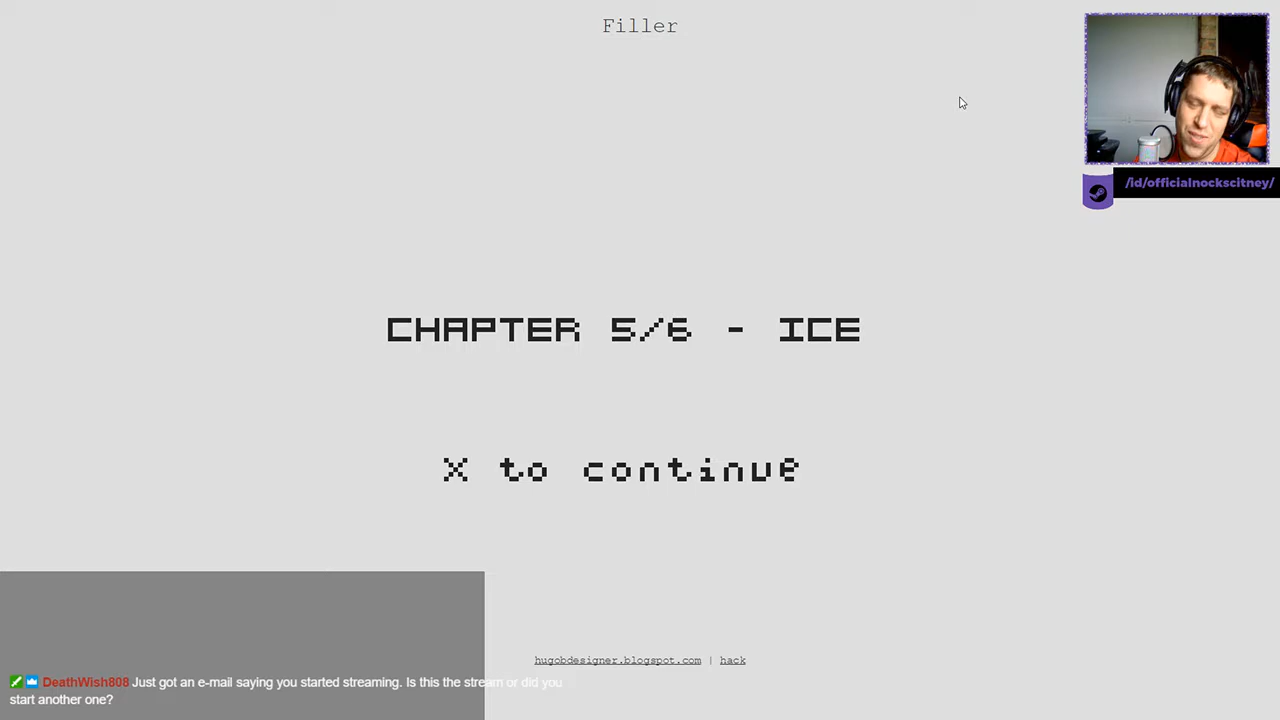 Filler
/id/officialnockscitney/
CHAPTER 5/6 - ICE
X to continue
hugobdesigner.blogspot.com | hack
DeathWish808 Just got an e-mail saying you started streaming. Is this the stream or did you
start another one?